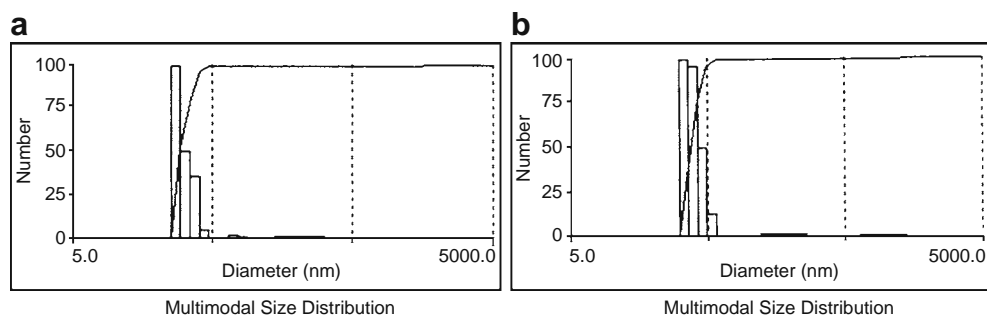 a
100
75
50
25
0
Number
5.0
5000.0
Diameter (nm)
Multimodal Size Distribution
b
100
75
50
25
0
Number
5.0
5000.0
Diameter (nm)
Multimodal Size Distribution